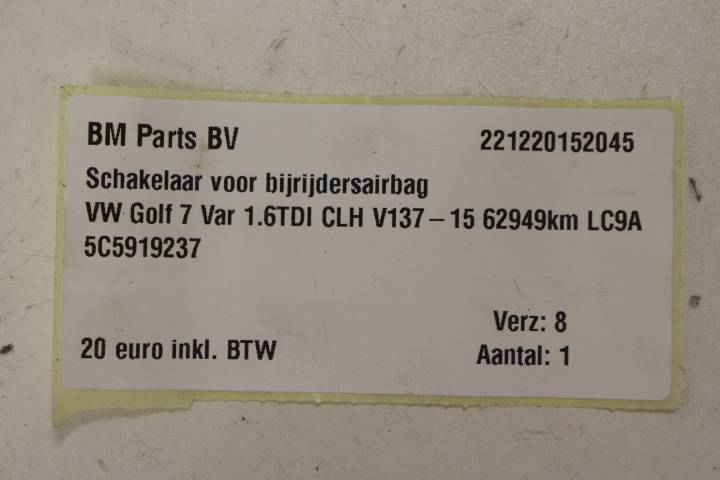 BM Parts BV 221220152045
Schakelaar voor bijrijdersairbag
VW Golf 7 Var 1.6TDI CLH V137-15 62949km LC9A
5C5919237
Verz: 8
20 euro inkl. BTW Aantal: 1